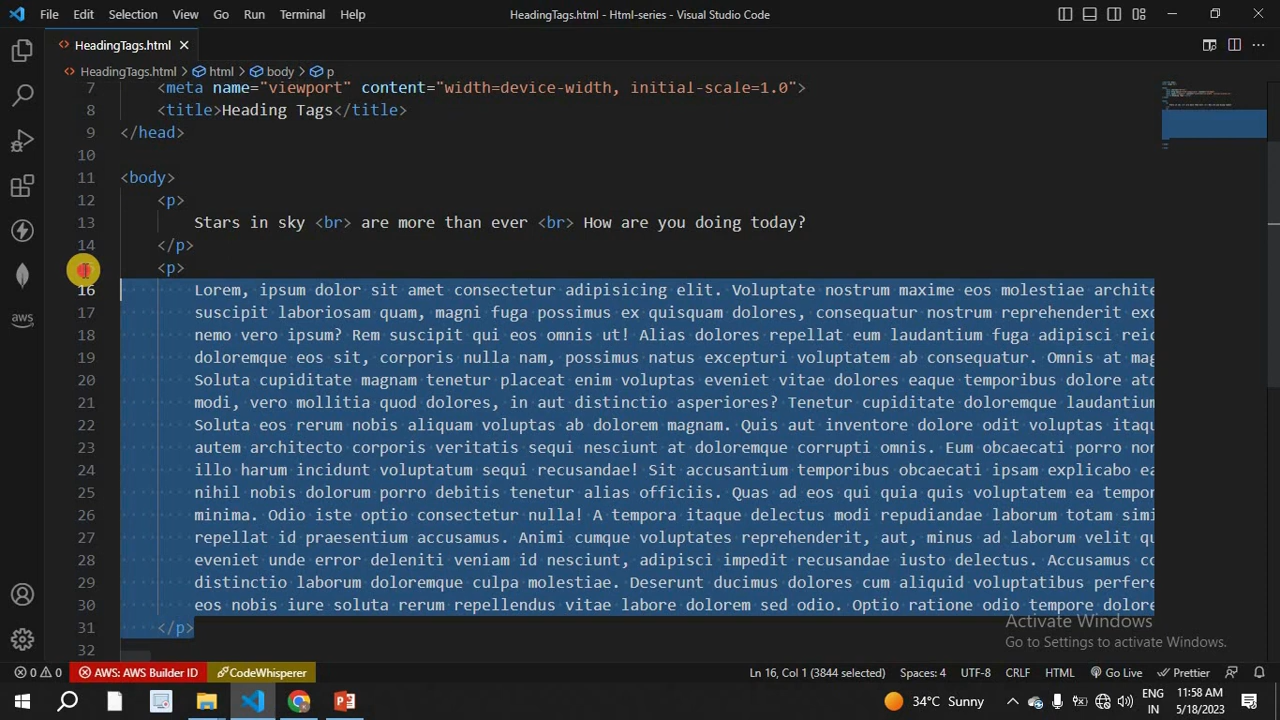 File Edit Selection View Go Run Terminal Help HeadingTags.html - Html-series - Visual Studio Code
HeadingTags.html
HeadingTags.html html body p
7 <meta name="viewport" content="width=device-width, initial-scale=1.0">
8 <title>Heading Tags</title>
9 </head>
10
11 <body>
12 <p>
13 Stars in sky <br> are more than ever <br> How are you doing today?
14 </p>
<p>
16 Lorem, ipsum dolor sit amet consectetur adipisicing elit. Voluptate nostrum maxime eos molestiae archite
17 suscipit laboriosam quam, magni fuga possimus ex quisquam dolores, consequatur nostrum reprehenderit exc
18 nemo vero ipsum? Rem suscipit qui eos omnis ut! Alias dolores repellat eum laudantium fuga adipisci reic
19 doloremque eos sit, corporis nulla nam, possimus natus excepturi voluptatem ab consequatur. Omnis at mag
20 Soluta cupiditate magnam tenetur placeat enim voluptas eveniet vitae dolores eaque temporibus dolore atq
21 modi, vero mollitia quod dolores, in aut distinctio asperiores? Tenetur cupiditate doloremque laudantium
22 Soluta eos rerum nobis aliquam voluptas ab dolorem magnam. Quis aut inventore dolore odit voluptas itaqu
23 autem architecto corporis veritatis sequi nesciunt at doloremque corrupti omnis. Eum obcaecati porro non
24 illo harum incidunt voluptatum sequi recusandae! Sit accusantium temporibus obcaecati ipsam explicabo ea
25 nihil nobis dolorum porro debitis tenetur alias officiis. Quas ad eos qui quia quis voluptatem ea tempor
26 minima. Odio iste optio consectetur nulla! A tempora itaque delectus modi repudiandae laborum totam simi
27 repellat id praesentium accusamus. Animi cumque voluptates reprehenderit, aut, minus ad laborum velit qu
28 eveniet unde error deleniti veniam id nesciunt, adipisci impedit recusandae iusto delectus. Accusamus co
29 distinctio laborum doloremque culpa molestiae. Deserunt ducimus dolores cum aliquid voluptatibus perfere
30 eos nobis iure soluta rerum repellendus vitae labore dolorem sed odio. Optio ratione odio tempore dolore
31 </p>
32
Activate Windows
Go to Settings to activate Windows.
aws
0 0 AWS: AWS Builder ID CodeWhisperer Ln 16, Col 1 (3844 selected) Spaces: 4 UTF-8 CRLF HTML Go Live Prettier
34°C Sunny ENG IN 11:58 AM 5/18/2023